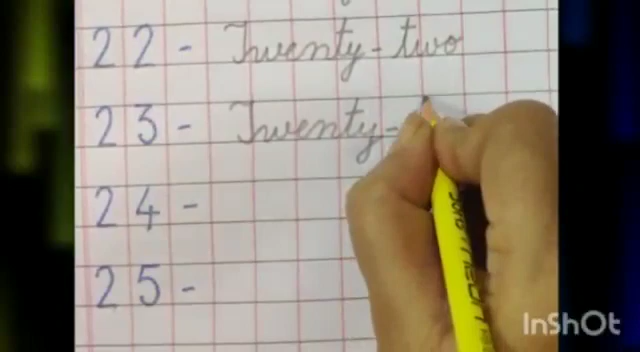 22 - Twenty-two
23 - Twenty-
24 -
25 -
InShOt